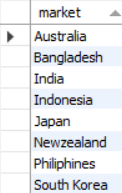 market
Australia
Bangladesh
India
Indonesia
Japan
Newzealand
Philiphines
South Korea